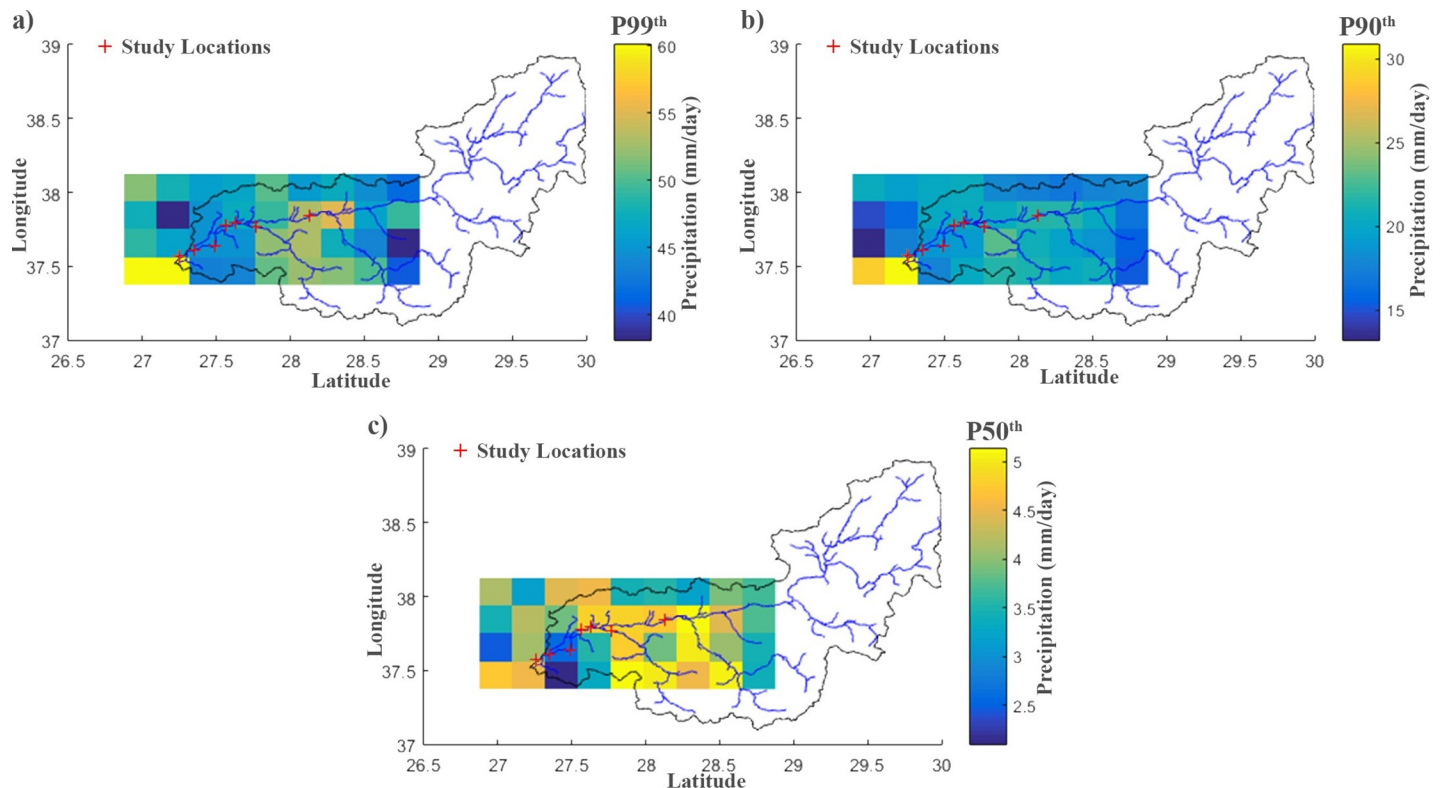 a)
P99th
+ Study Locations
39
38.5
38
37.5
37
Longitude
26.5 27 27.5 28 28.5 29 29.5 30
Latitude
60
55
50
45
40
Precipitation (mm/day)
b)
P90th
+ Study Locations
39
38.5
38
37.5
37
Longitude
26.5 27 27.5 28 28.5 29 29.5 30
Latitude
30
25
20
15
Precipitation (mm/day)
c)
P50th
+ Study Locations
39
38.5
38
37.5
37
Longitude
26.5 27 27.5 28 28.5 29 29.5 30
Latitude
5
4.5
4
3.5
3
2.5
Precipitation (mm/day)